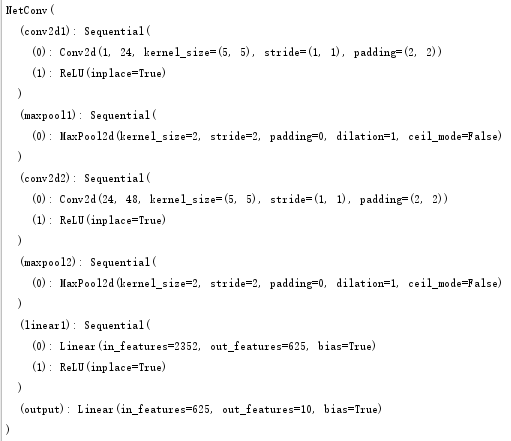 NetConv(
  (conv2d1): Sequential(
    (0): Conv2d(1, 24, kernel_size=(5, 5), stride=(1, 1), padding=(2, 2))
    (1): ReLU(inplace=True)
  )
  (maxpool1): Sequential(
    (0): MaxPool2d(kernel_size=2, stride=2, padding=0, dilation=1, ceil_mode=False)
  )
  (conv2d2): Sequential(
    (0): Conv2d(24, 48, kernel_size=(5, 5), stride=(1, 1), padding=(2, 2))
    (1): ReLU(inplace=True)
  )
  (maxpool2): Sequential(
    (0): MaxPool2d(kernel_size=2, stride=2, padding=0, dilation=1, ceil_mode=False)
  )
  (linear1): Sequential(
    (0): Linear(in_features=2352, out_features=625, bias=True)
    (1): ReLU(inplace=True)
  )
  (output): Linear(in_features=625, out_features=10, bias=True)
)